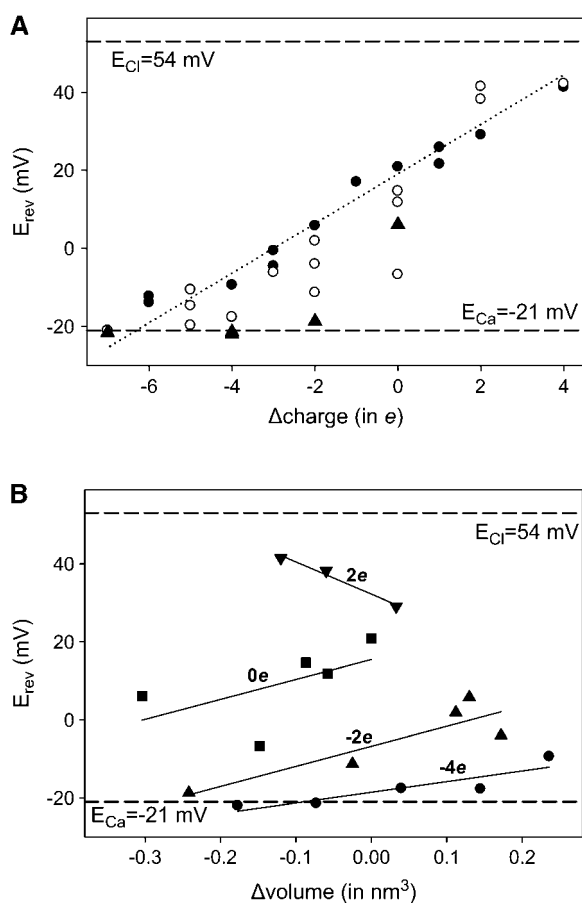 A
E_Cl=54 mV
40
20
0
-20
E_rev (mV)
E_Ca=-21 mV
-6
-4
-2
0
2
4
Δcharge (in e)
B
E_Cl=54 mV
40
2e
20
0e
0
-2e
-4e
-20
E_rev (mV)
E_Ca=-21 mV
-0.3
-0.2
-0.1
0.00
0.1
0.2
Δvolume (in nm³)